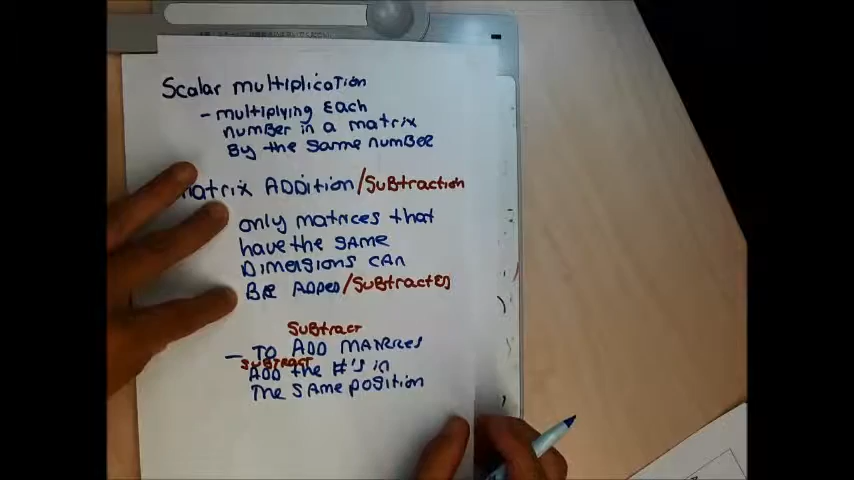 Scalar multiplication
- multiplying Each
number in a matrix
By the same number
matrix Addition/Subtraction
only matrices that
have the same
Dimensions can
Be Added/Subtracted
Subtract
- To Add Matrices
Subtract
Add the #'s in
The same position